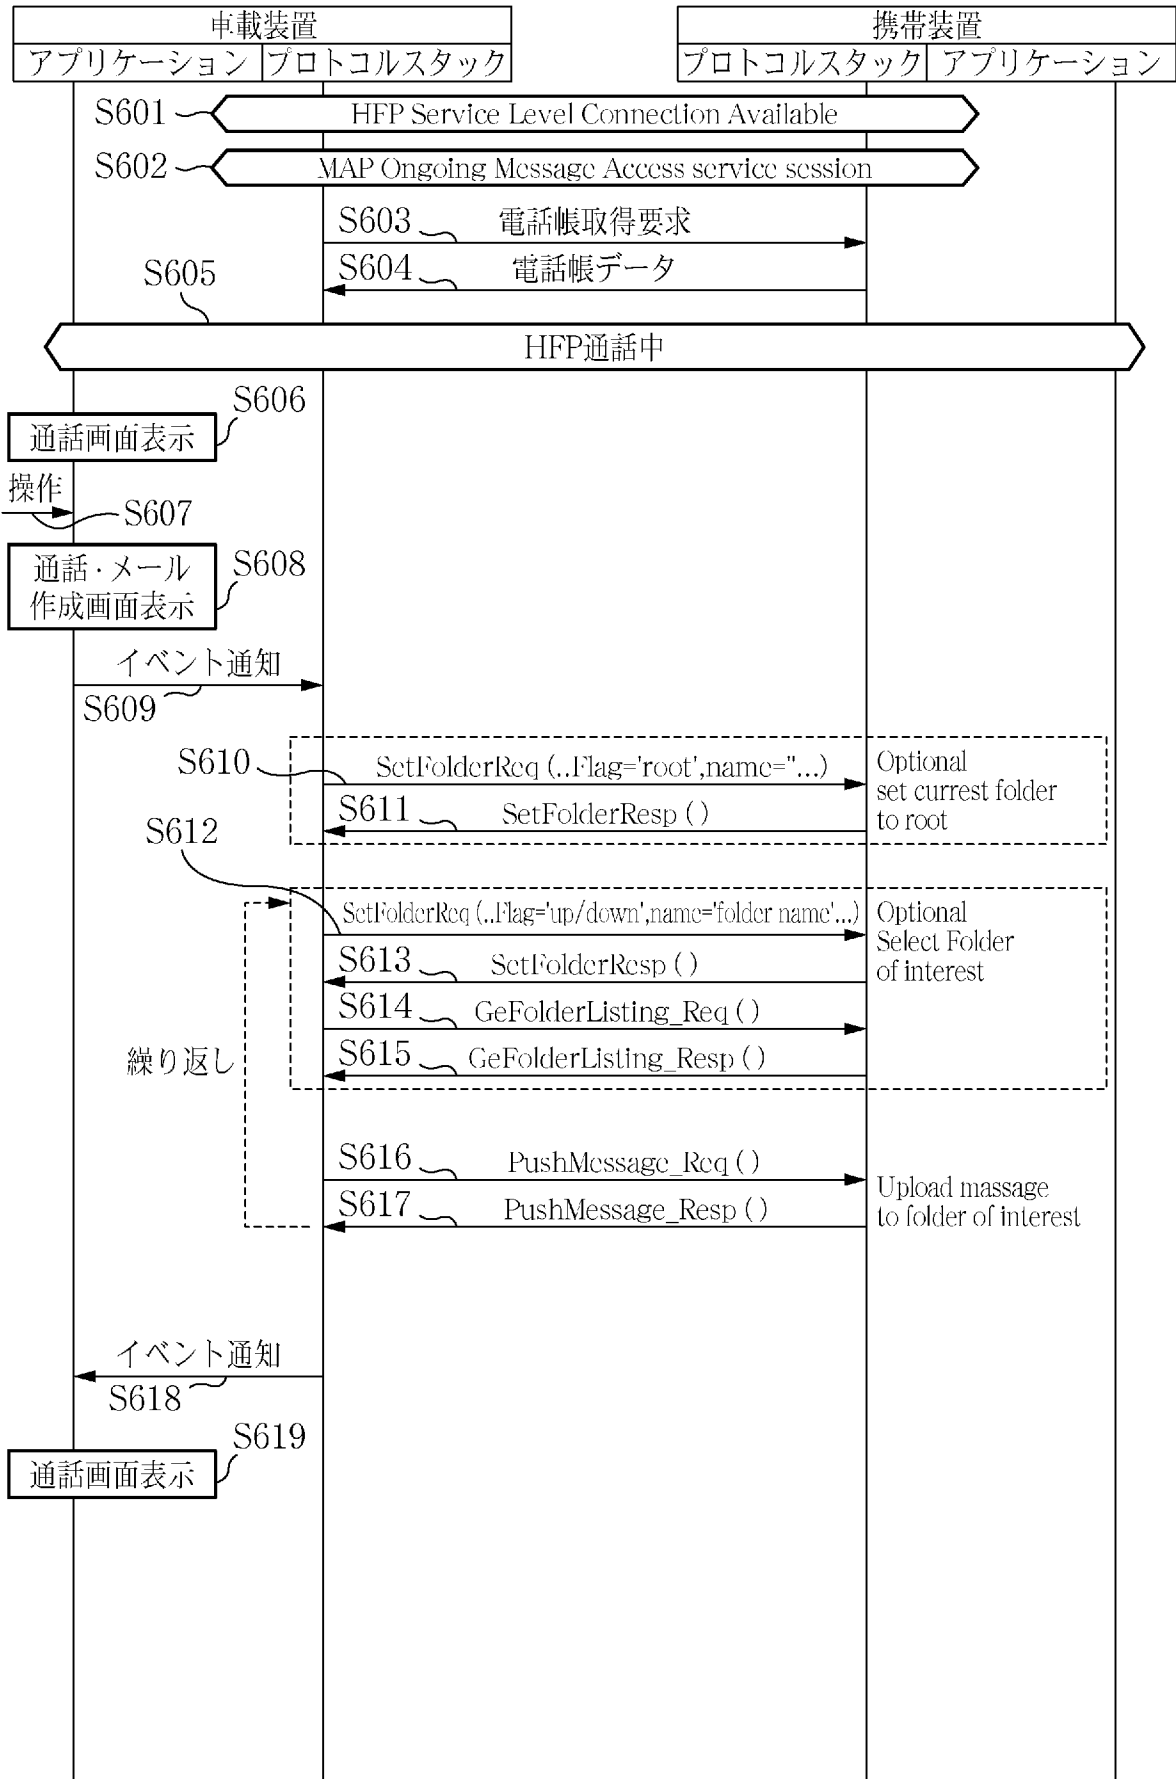 車載装置
携帯装置
アプリケーション
プロトコルスタック
プロトコルスタック
アプリケーション
S601
HFP Service Level Connection Available
S602
MAP Ongoing Message Access service session
S603
電話帳取得要求
S604
電話帳データ
S605
HFP通話中
S606
通話画面表示
操作
S607
通話・メール
作成画面表示
S608
イベント通知
S609
S610
SetFolderReq (..Flag='root',name=''...)
Optional
set currest folder
to root
S611
SetFolderResp ( )
S612
SetFolderReq (..Flag='up/down',name='folder name'...)
Optional
Select Folder
of interest
S613
SetFolderResp ( )
S614
GeFolderListing_Req ( )
S615
GeFolderListing_Resp ( )
繰り返し
S616
PushMessage_Req ( )
S617
PushMessage_Resp ( )
Upload massage
to folder of interest
イベント通知
S618
S619
通話画面表示